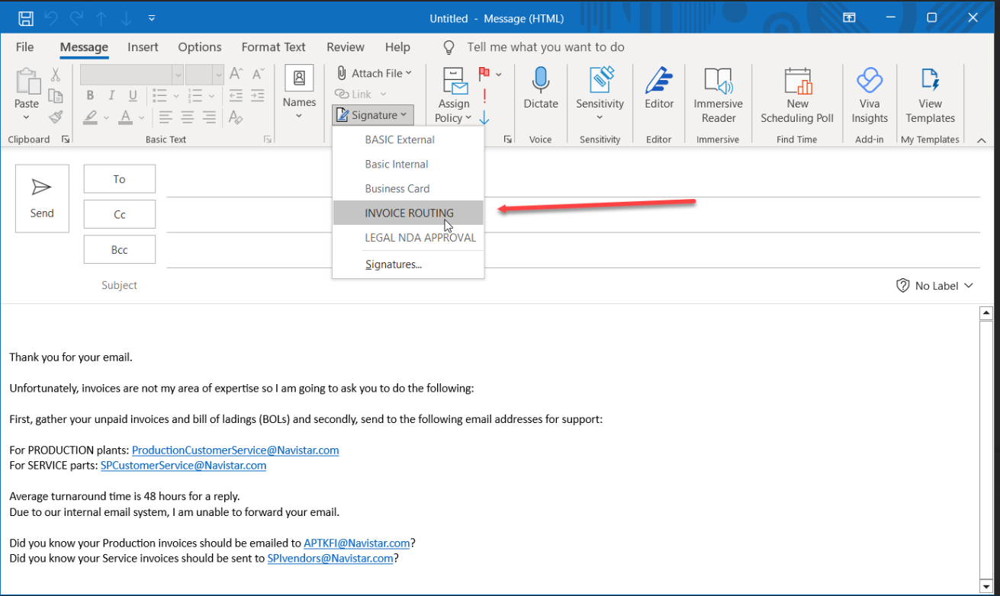 Untitled - Message (HTML)
File Message Insert Options Format Text Review Help Tell me what you want to do
Paste
Clipboard
B I U
A
Basic Text
Names
Attach File
Link
Signature
Assign
Policy
Dictate
Voice
Sensitivity
Sensitivity
Editor
Editor
Immersive
Reader
Immersive
New
Scheduling Poll
Find Time
Viva
Insights
Add-in
View
Templates
My Templates
BASIC External
Basic Internal
Business Card
INVOICE ROUTING
LEGAL NDA APPROVAL
Signatures...
Send
To
Cc
Bcc
Subject
No Label
Thank you for your email.
Unfortunately, invoices are not my area of expertise so I am going to ask you to do the following:
First, gather your unpaid invoices and bill of ladings (BOLs) and secondly, send to the following email addresses for support:
For PRODUCTION plants: ProductionCustomerService@Navistar.com
For SERVICE parts: SPCustomerService@Navistar.com
Average turnaround time is 48 hours for a reply.
Due to our internal email system, I am unable to forward your email.
Did you know your Production invoices should be emailed to APTKFI@Navistar.com?
Did you know your Service invoices should be sent to SPIvendors@Navistar.com?